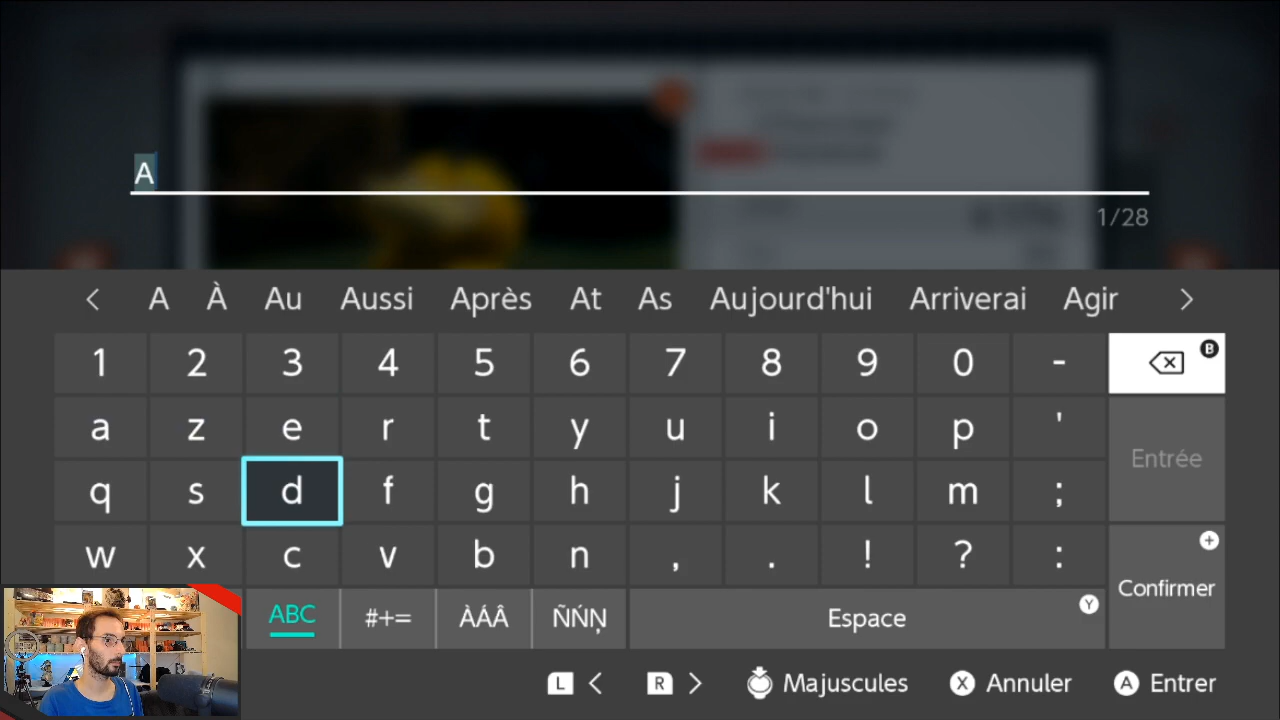 A
1/28
A À Au Aussi Après At As Aujourd'hui Arriverai Agir
1 2 3 4 5 6 7 8 9 0 - B
a z e r t y u i o p '
Entrée
q s d f g h j k l m ;
w x c v b n , . ! ? : +
Confirmer
ABC #+= ÀÁÂ ÑŃŅ Espace Y
L R Majuscules X Annuler A Entrer